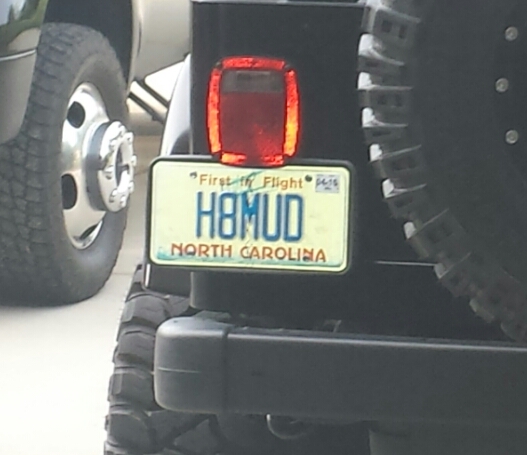 First in Flight
H8MUD
NORTH CAROLINA